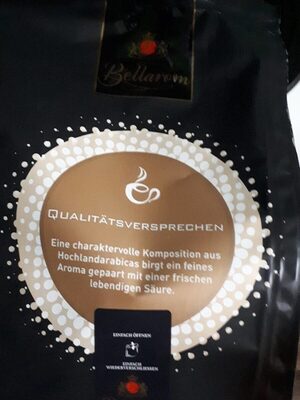 Bellarom
QUALITÄTSVERSPRECHEN
Eine charaktervolle Komposition aus
Hochlandarabicas birgt ein feines
Aroma gepaart mit einer frischen
lebendigen Säure.
EINFACH ÖFFNEN
EINFACH
WIEDERVERSCHLIESSEN